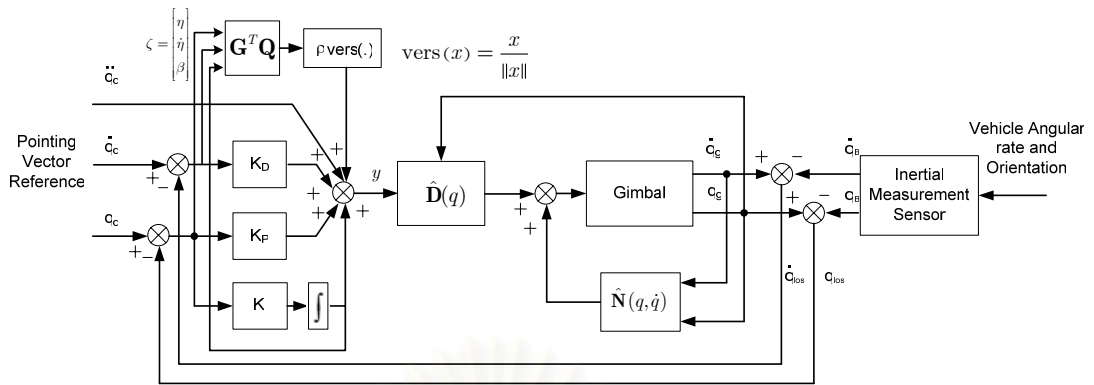 ζ = [η η̇ β]
GᵀQ
ρ vers(.)
vers(x) = x / ‖x‖
q̈c
Pointing
Vector
Reference
q̇c
qc
KD
KP
K
∫
+
+
+
+
+
+
−
+
−
y
D̂(q)
+
+
Gimbal
N̂(q, q̇)
q̇g
qg
+
−
+
−
q̇B
qB
q̇los
qlos
Inertial
Measurement
Sensor
Vehicle Angular
rate and
Orientation